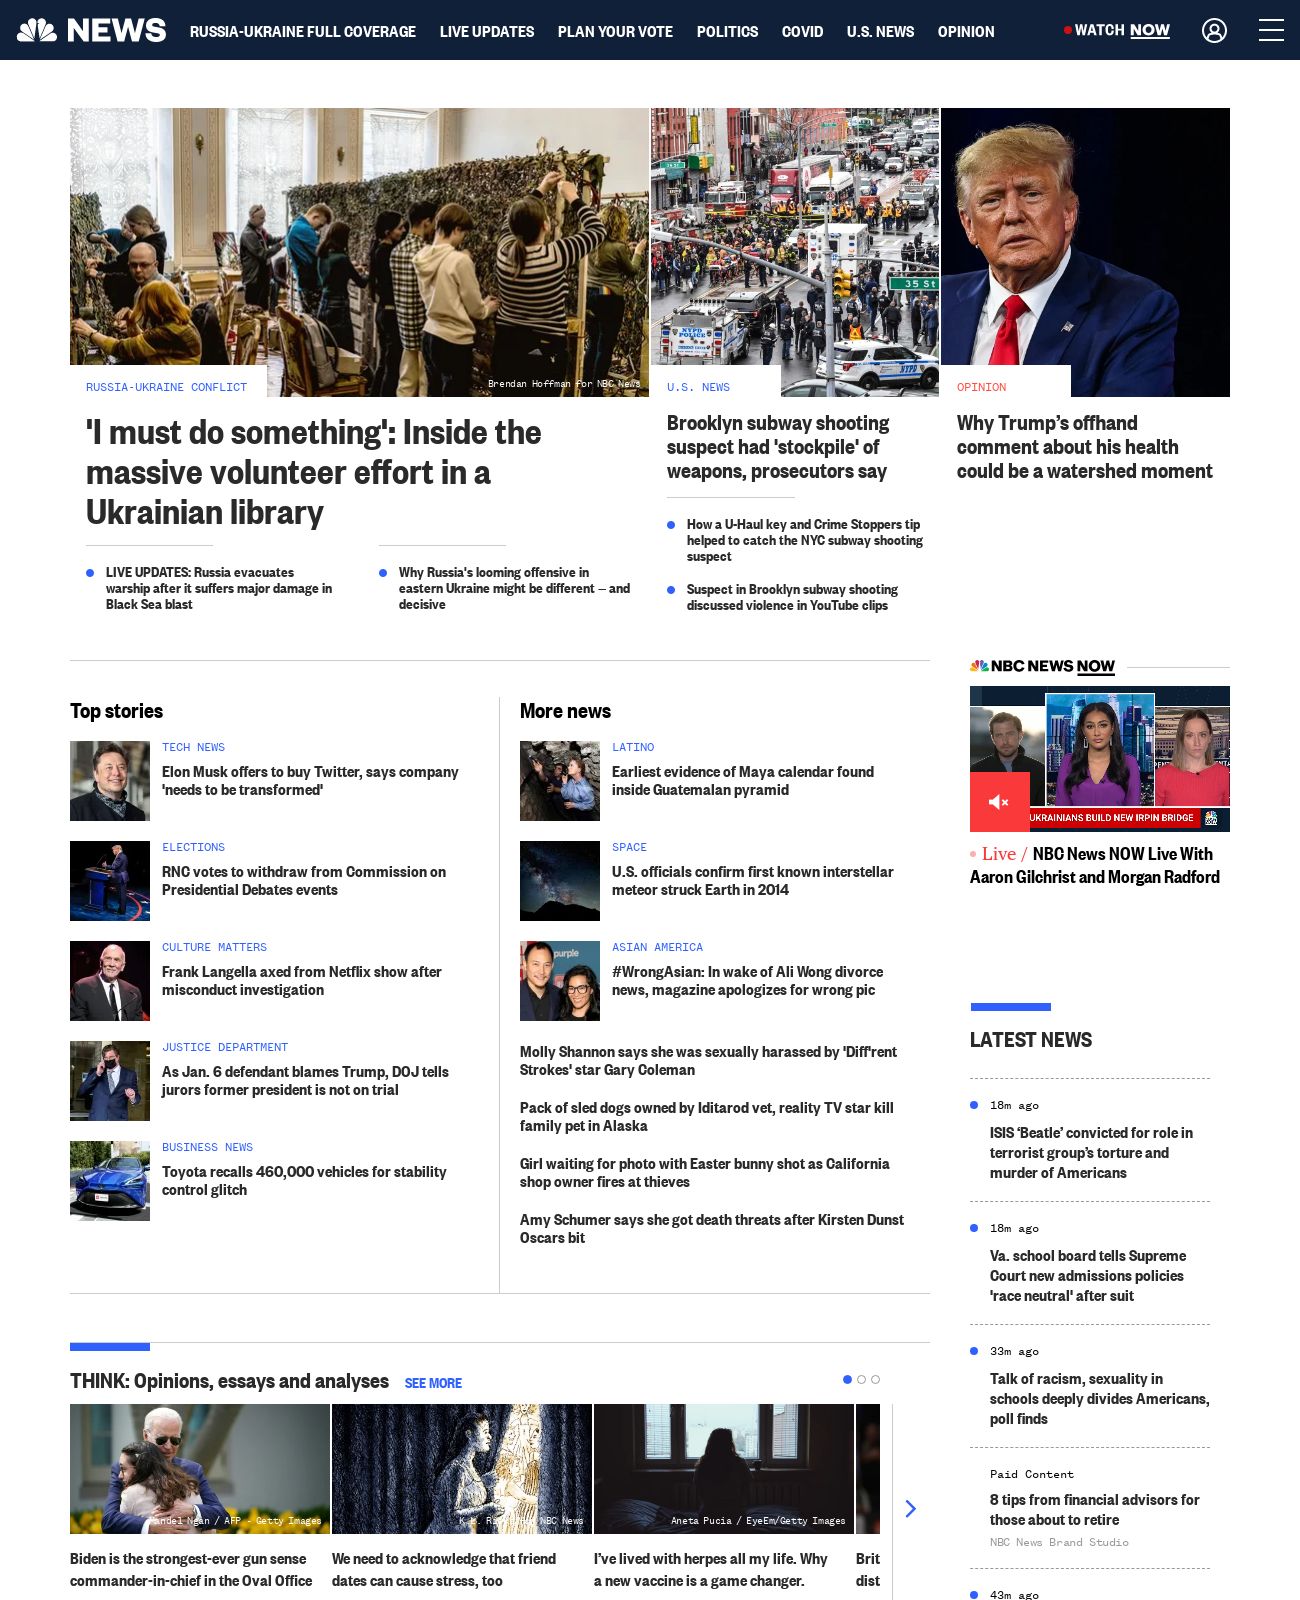 NEWS RUSSIA-UKRAINE FULL COVERAGE LIVE UPDATES PLAN YOUR VOTE POLITICS COVID U.S. NEWS OPINION WATCH NOW
35 St
NYPD
POLICE
NYPD
Brendan Hoffman for NBC News
RUSSIA-UKRAINE CONFLICT
'I must do something': Inside the
massive volunteer effort in a
Ukrainian library
LIVE UPDATES: Russia evacuates
warship after it suffers major damage in
Black Sea blast
Why Russia's looming offensive in
eastern Ukraine might be different — and
decisive
U.S. NEWS
Brooklyn subway shooting
suspect had 'stockpile' of
weapons, prosecutors say
How a U-Haul key and Crime Stoppers tip
helped to catch the NYC subway shooting
suspect
Suspect in Brooklyn subway shooting
discussed violence in YouTube clips
OPINION
Why Trump’s offhand
comment about his health
could be a watershed moment
Top stories
TECH NEWS
Elon Musk offers to buy Twitter, says company
'needs to be transformed'
ELECTIONS
RNC votes to withdraw from Commission on
Presidential Debates events
CULTURE MATTERS
Frank Langella axed from Netflix show after
misconduct investigation
JUSTICE DEPARTMENT
As Jan. 6 defendant blames Trump, DOJ tells
jurors former president is not on trial
BUSINESS NEWS
Toyota recalls 460,000 vehicles for stability
control glitch
More news
LATINO
Earliest evidence of Maya calendar found
inside Guatemalan pyramid
SPACE
U.S. officials confirm first known interstellar
meteor struck Earth in 2014
purple
ASIAN AMERICA
#WrongAsian: In wake of Ali Wong divorce
news, magazine apologizes for wrong pic
Molly Shannon says she was sexually harassed by 'Diff'rent
Strokes' star Gary Coleman
Pack of sled dogs owned by Iditarod vet, reality TV star kill
family pet in Alaska
Girl waiting for photo with Easter bunny shot as California
shop owner fires at thieves
Amy Schumer says she got death threats after Kirsten Dunst
Oscars bit
NBC NEWS NOW
UKRAINIANS BUILD NEW IRPIN BRIDGE
Live / NBC News NOW Live With
Aaron Gilchrist and Morgan Radford
LATEST NEWS
18m ago
ISIS ‘Beatle’ convicted for role in
terrorist group’s torture and
murder of Americans
18m ago
Va. school board tells Supreme
Court new admissions policies
'race neutral' after suit
33m ago
Talk of racism, sexuality in
schools deeply divides Americans,
poll finds
Paid Content
8 tips from financial advisors for
those about to retire
NBC News Brand Studio
43m ago
THINK: Opinions, essays and analyses SEE MORE
Ngan / AFP - Getty Images
NBC News
Aneta Pucia / EyeEm/Getty Images
Biden is the strongest-ever gun sense
commander-in-chief in the Oval Office
We need to acknowledge that friend
dates can cause stress, too
I’ve lived with herpes all my life. Why
a new vaccine is a game changer.
Brit
dist